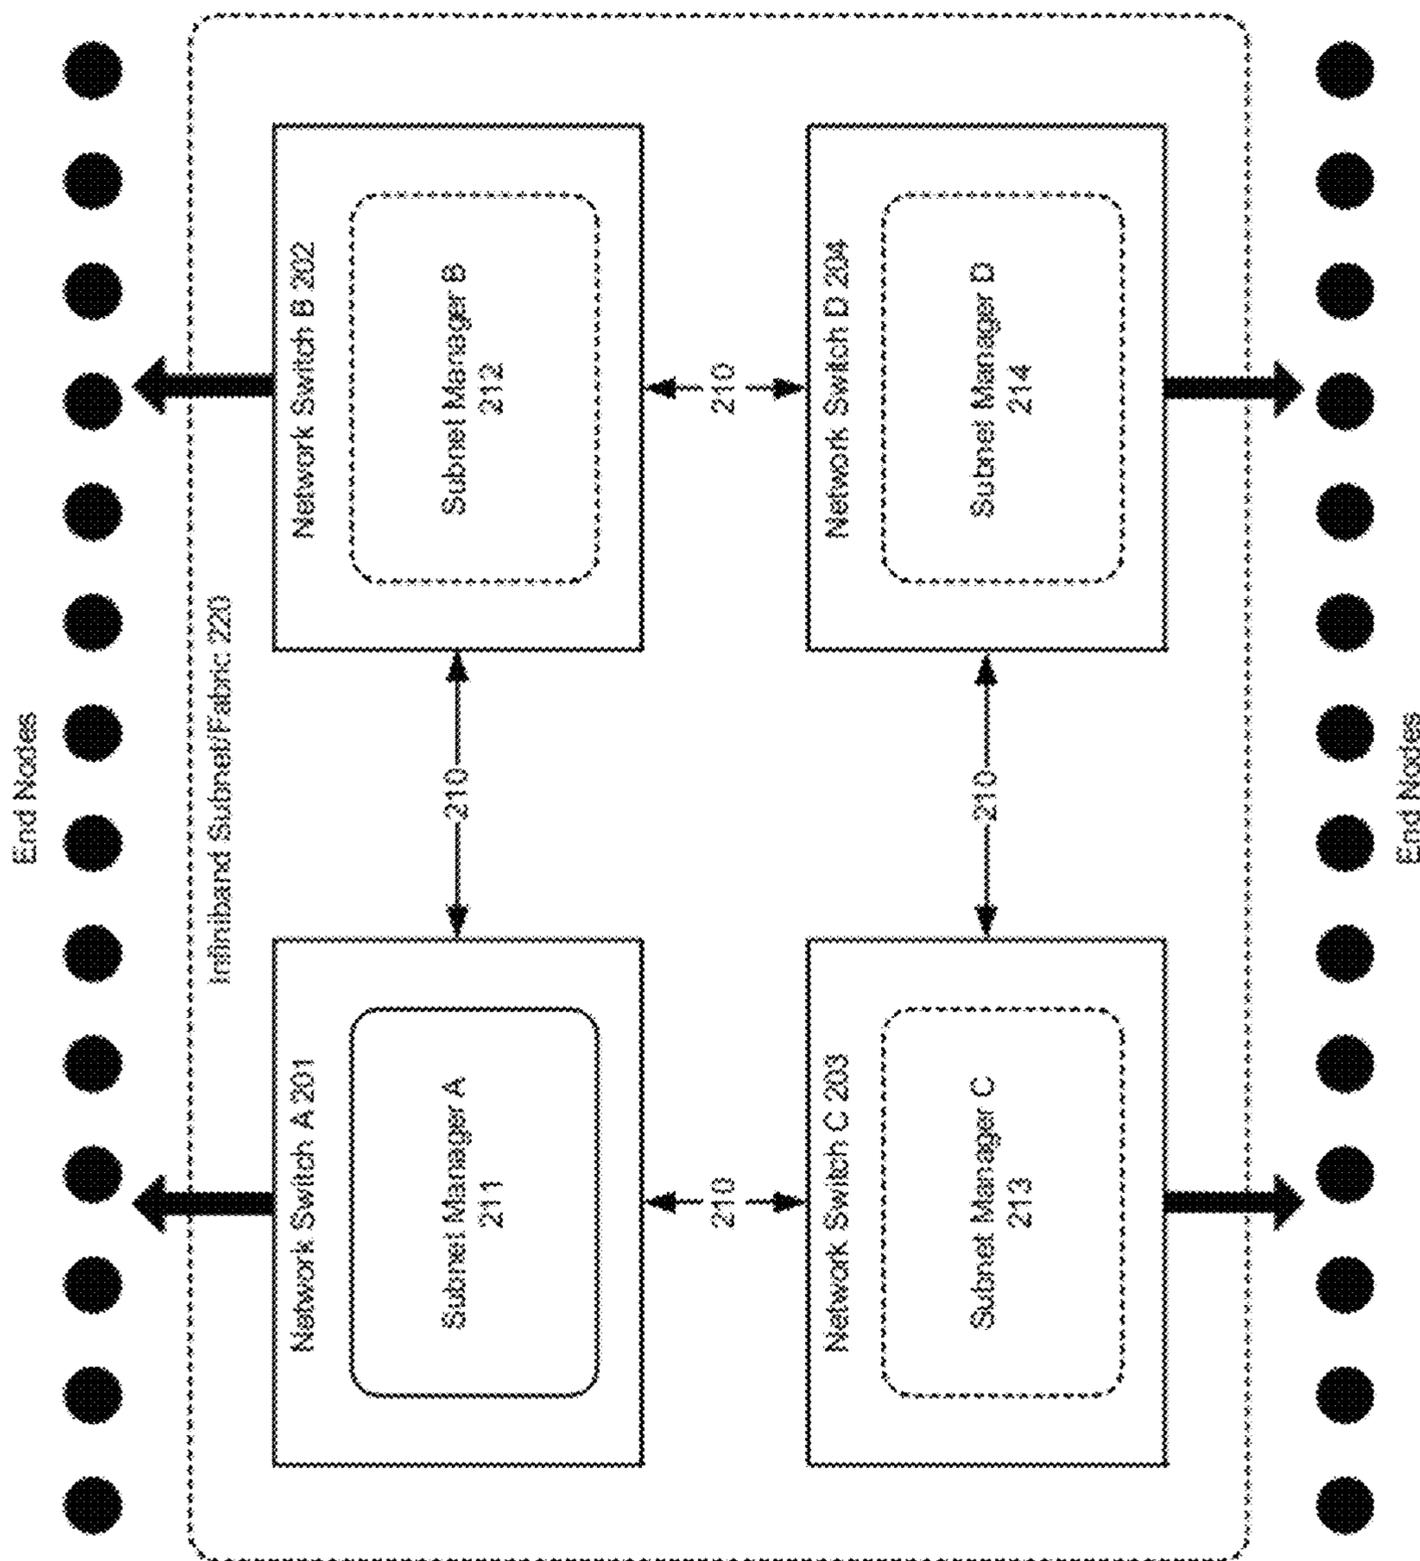 End Nodes
Infiniband Subnet/Fabric 220
Network Switch A 201
Subnet Manager A
211
210
Network Switch B 202
Subnet Manager B
212
210
210
Network Switch C 203
Subnet Manager C
213
210
Network Switch D 204
Subnet Manager D
214
End Nodes